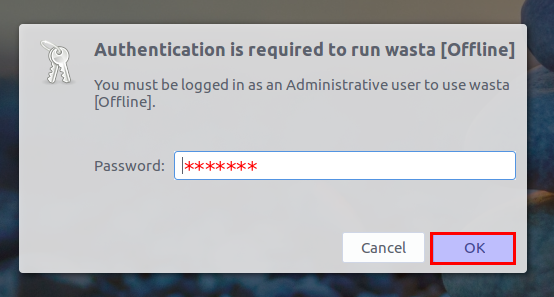 Authentication is required to run wasta [Offline]
You must be logged in as an Administrative user to use wasta
[Offline].
Password: *******
Cancel OK